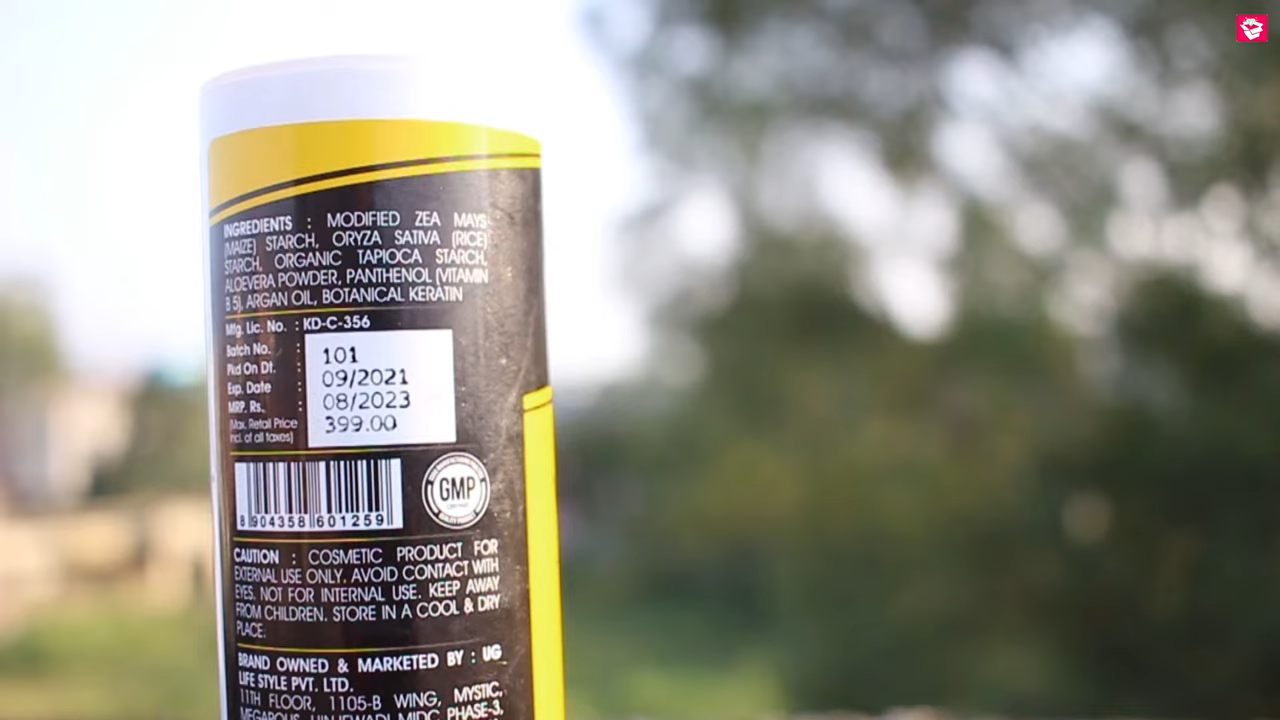 INGREDIENTS : MODIFIED ZEA MAYS
(MAIZE) STARCH, ORYZA SATIVA (RICE)
STARCH, ORGANIC TAPIOCA STARCH,
ALOEVERA POWDER, PANTHENOL (VITAMIN
B 5), ARGAN OIL, BOTANICAL KERATIN
Mfg. Lic. No. : KD-C-356
Batch No. : 101
Pkd On Dt. : 09/2021
Exp. Date : 08/2023
MRP. Rs. : 399.00
(Max. Retail Price
incl. of all taxes)
8 904358 601259
GMP
CAUTION : COSMETIC PRODUCT FOR
EXTERNAL USE ONLY. AVOID CONTACT WITH
EYES. NOT FOR INTERNAL USE. KEEP AWAY
FROM CHILDREN. STORE IN A COOL & DRY
PLACE.
BRAND OWNED & MARKETED BY : UG
LIFE STYLE PVT. LTD.
11TH FLOOR, 1105-B WING, MYSTIC,
MIDC PHASE-3,